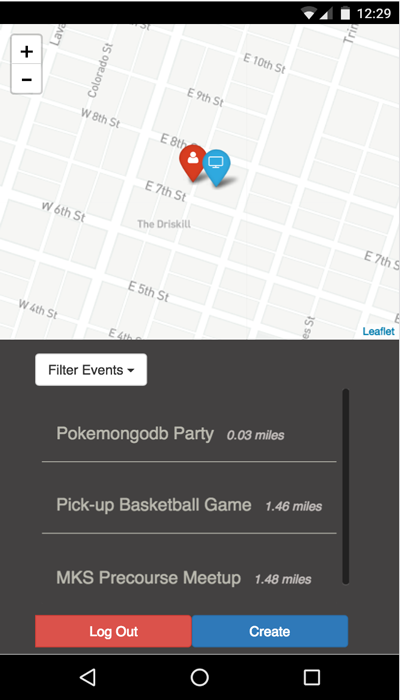 12:29
+
−
Colorado St
E 10th St
E 9th St
W 8th St
E 8th
E 7th St
W 6th St
The Driskill
E 7th S
E 5th St
W 4th St
E 4th
Leaflet
Filter Events
Pokemongodb Party 0.03 miles
Pick-up Basketball Game 1.46 miles
MKS Precourse Meetup 1.48 miles
Log Out Create